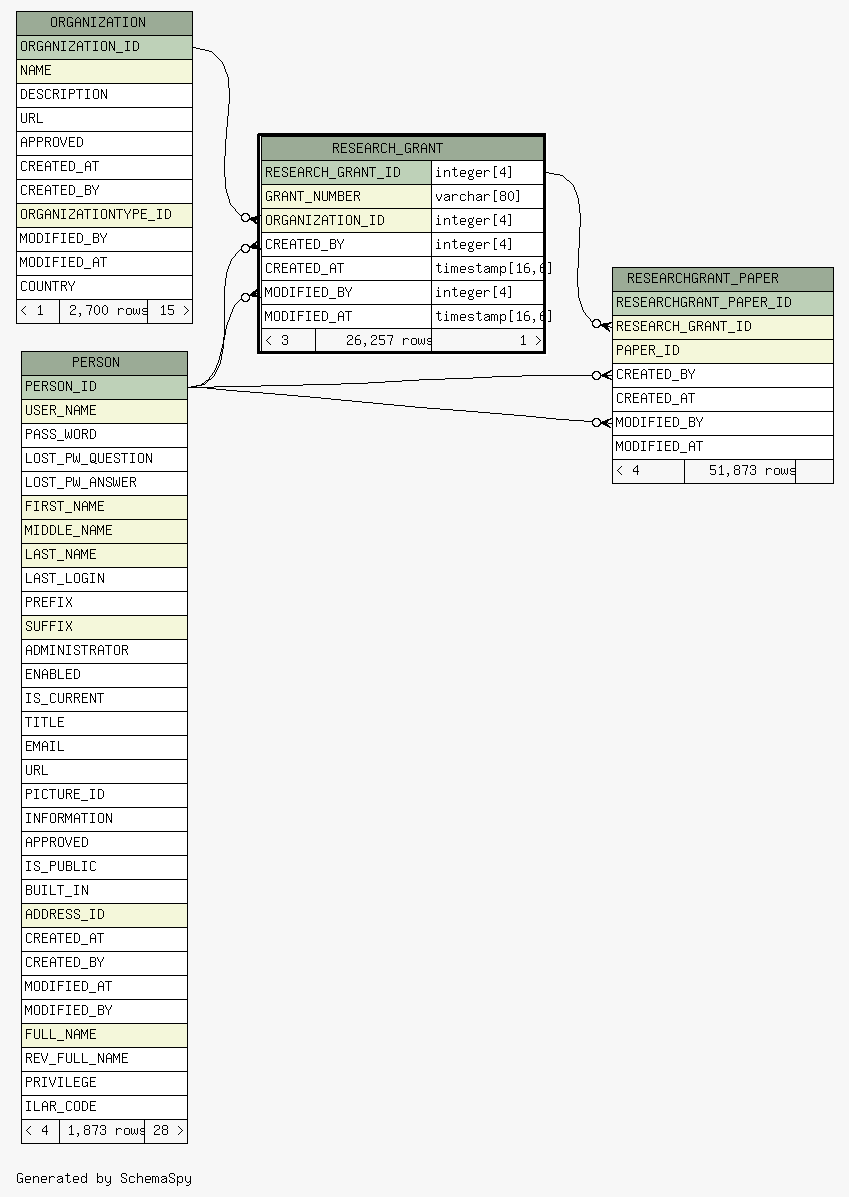 ORGANIZATION
ORGANIZATION_ID
NAME
DESCRIPTION
URL
APPROVED
CREATED_AT
CREATED_BY
ORGANIZATIONTYPE_ID
MODIFIED_BY
MODIFIED_AT
COUNTRY
< 1 2,700 rows 15 >
RESEARCH_GRANT
RESEARCH_GRANT_ID integer[4]
GRANT_NUMBER varchar[80]
ORGANIZATION_ID integer[4]
CREATED_BY integer[4]
CREATED_AT timestamp[16,6]
MODIFIED_BY integer[4]
MODIFIED_AT timestamp[16,6]
< 3 26,257 rows 1 >
RESEARCHGRANT_PAPER
RESEARCHGRANT_PAPER_ID
RESEARCH_GRANT_ID
PAPER_ID
CREATED_BY
CREATED_AT
MODIFIED_BY
MODIFIED_AT
< 4 51,873 rows
PERSON
PERSON_ID
USER_NAME
PASS_WORD
LOST_PW_QUESTION
LOST_PW_ANSWER
FIRST_NAME
MIDDLE_NAME
LAST_NAME
LAST_LOGIN
PREFIX
SUFFIX
ADMINISTRATOR
ENABLED
IS_CURRENT
TITLE
EMAIL
URL
PICTURE_ID
INFORMATION
APPROVED
IS_PUBLIC
BUILT_IN
ADDRESS_ID
CREATED_AT
CREATED_BY
MODIFIED_AT
MODIFIED_BY
FULL_NAME
REV_FULL_NAME
PRIVILEGE
ILAR_CODE
< 4 1,873 rows 28 >
Generated by SchemaSpy